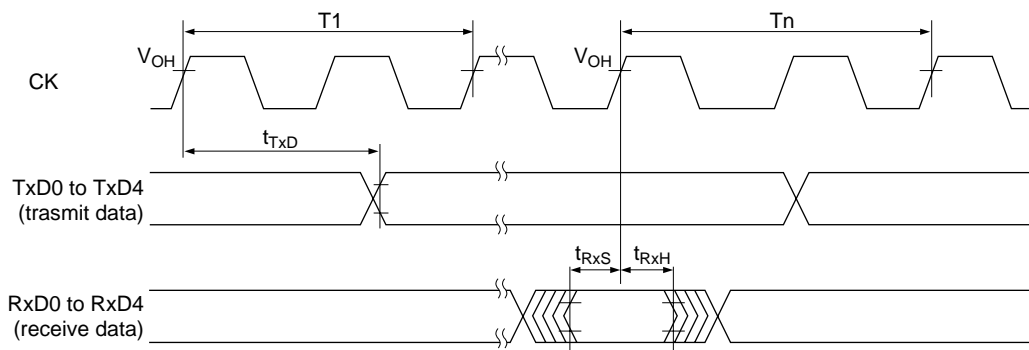 T1
Tn
VOH
VOH
CK
tTxD
TxD0 to TxD4
(trasmit data)
tRxS
tRxH
RxD0 to RxD4
(receive data)